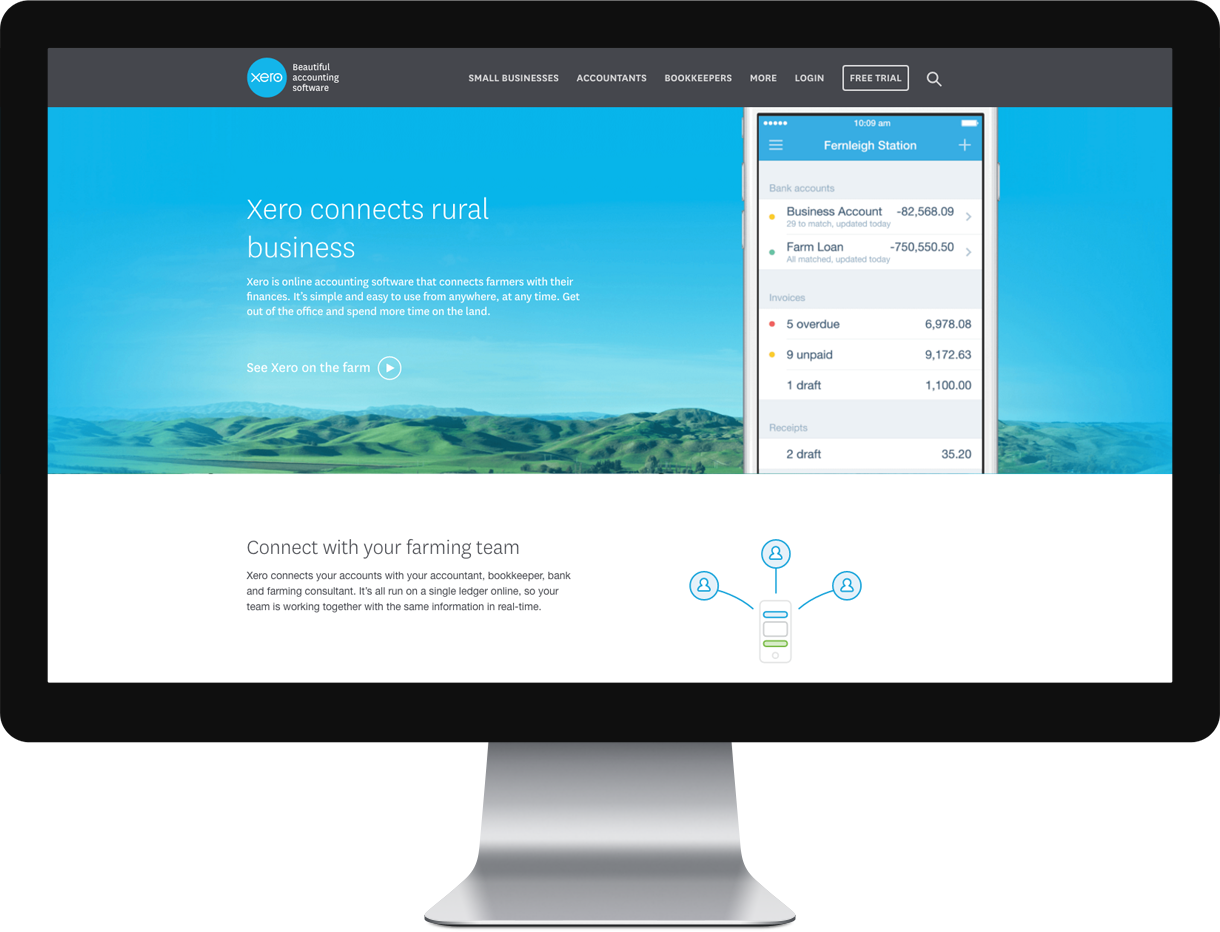 xero
Beautiful
accounting
software
SMALL BUSINESSES ACCOUNTANTS BOOKKEEPERS MORE LOGIN FREE TRIAL
Xero connects rural
business
Xero is online accounting software that connects farmers with their
finances. It's simple and easy to use from anywhere, at any time. Get
out of the office and spend more time on the land.
See Xero on the farm
10:09 am
Fernleigh Station
Bank accounts
Business Account -82,568.09
29 to match, updated today
Farm Loan -750,550.50
All matched, updated today
Invoices
5 overdue 6,978.08
9 unpaid 9,172.63
1 draft 1,100.00
Receipts
2 draft 35.20
Connect with your farming team
Xero connects your accounts with your accountant, bookkeeper, bank
and farming consultant. It's all run on a single ledger online, so your
team is working together with the same information in real-time.